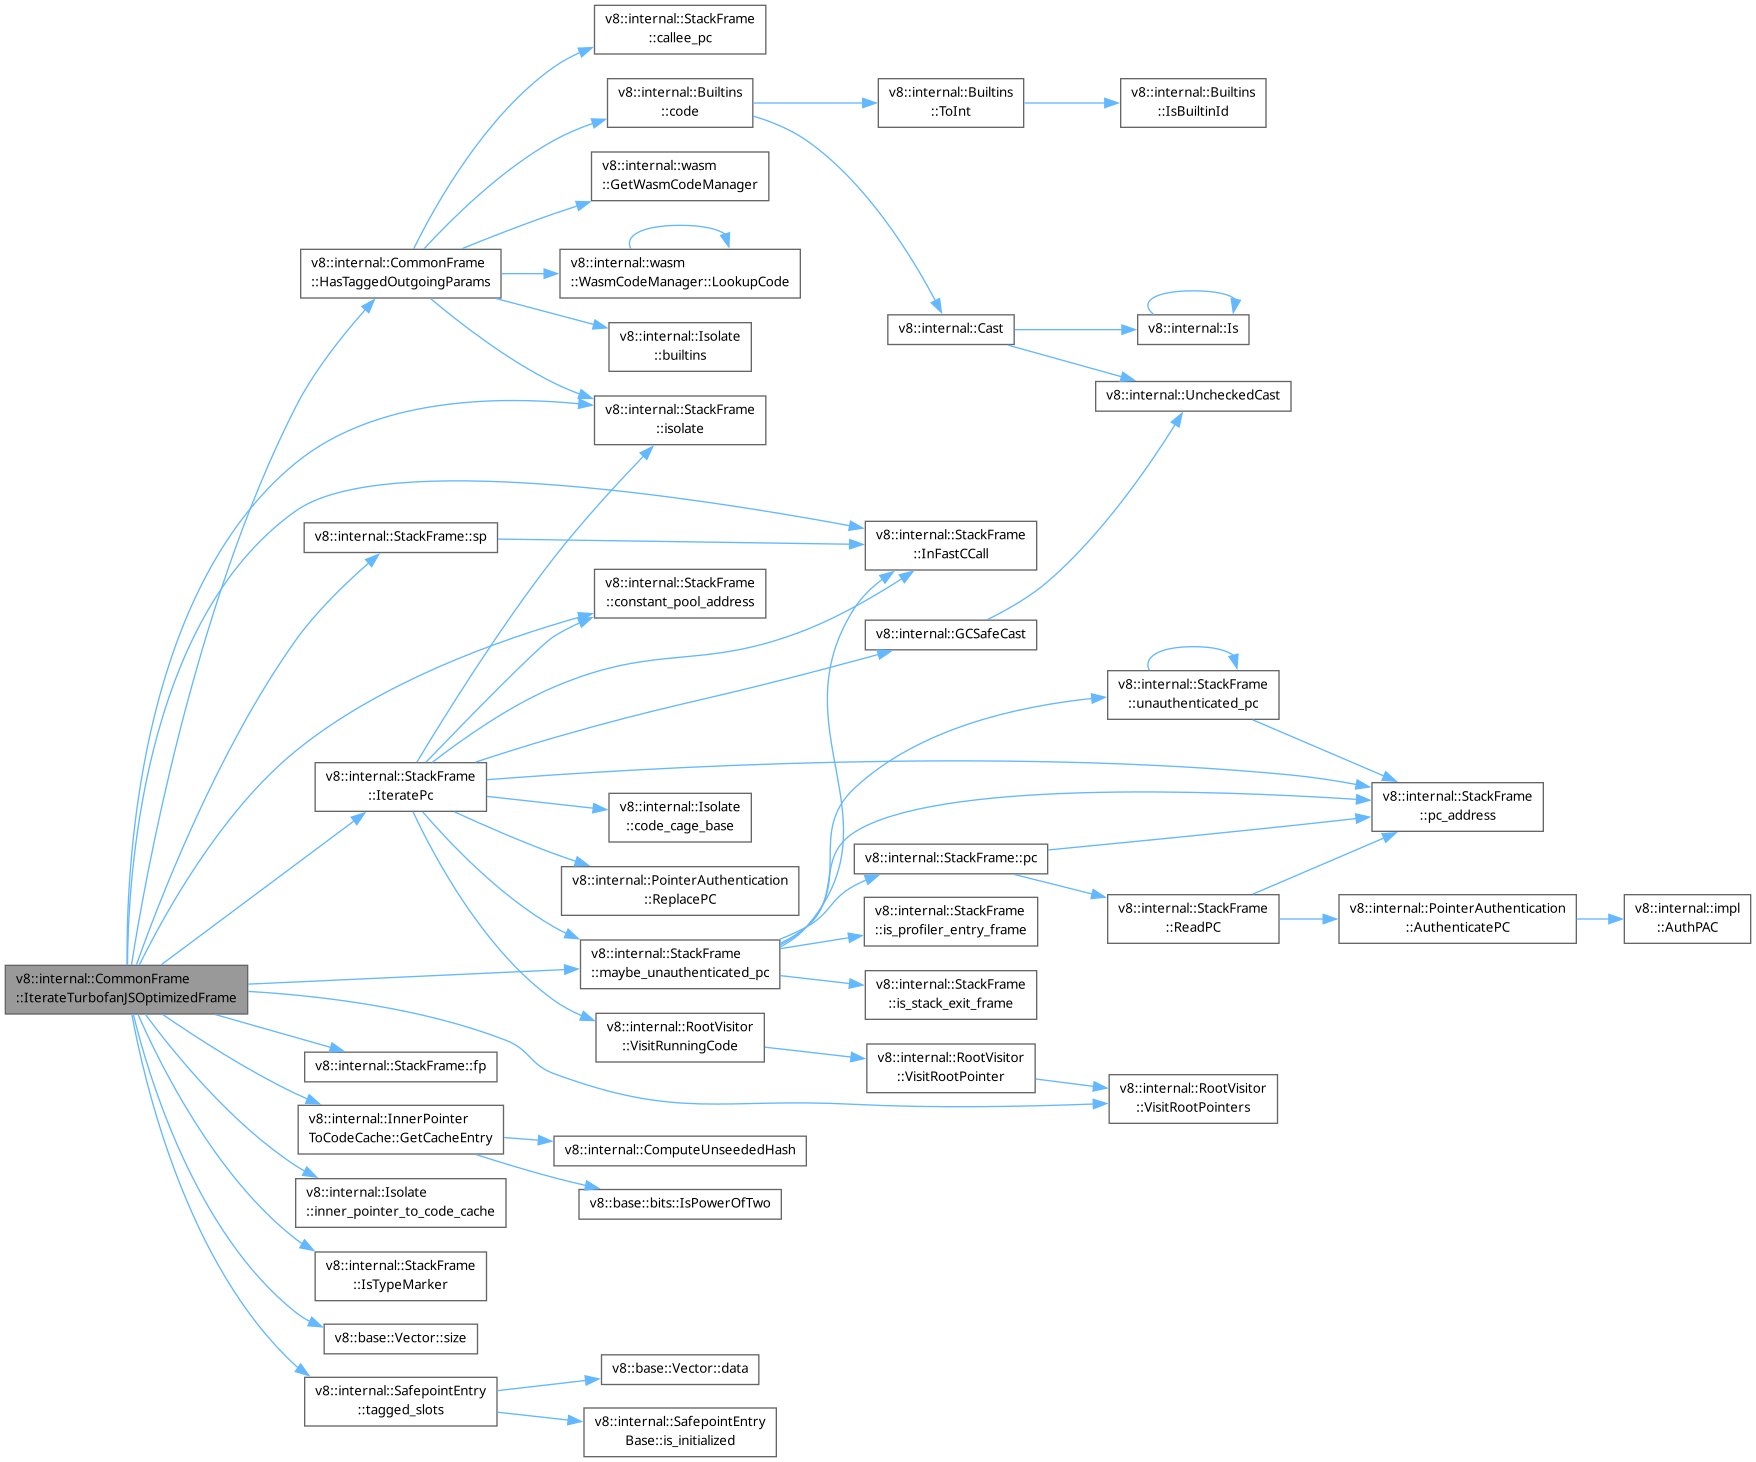 v8::internal::StackFrame
::callee_pc
v8::internal::Builtins
::code
v8::internal::Builtins
::ToInt
v8::internal::Builtins
::IsBuiltinId
v8::internal::wasm
::GetWasmCodeManager
v8::internal::CommonFrame
::HasTaggedOutgoingParams
v8::internal::wasm
::WasmCodeManager::LookupCode
v8::internal::Isolate
::builtins
v8::internal::Cast
v8::internal::Is
v8::internal::UncheckedCast
v8::internal::StackFrame
::isolate
v8::internal::StackFrame::sp
v8::internal::StackFrame
::InFastCCall
v8::internal::StackFrame
::constant_pool_address
v8::internal::GCSafeCast
v8::internal::StackFrame
::unauthenticated_pc
v8::internal::StackFrame
::IteratePc
v8::internal::Isolate
::code_cage_base
v8::internal::StackFrame
::pc_address
v8::internal::PointerAuthentication
::ReplacePC
v8::internal::StackFrame::pc
v8::internal::StackFrame
::is_profiler_entry_frame
v8::internal::StackFrame
::ReadPC
v8::internal::PointerAuthentication
::AuthenticatePC
v8::internal::impl
::AuthPAC
v8::internal::CommonFrame
::IterateTurbofanJSOptimizedFrame
v8::internal::StackFrame
::maybe_unauthenticated_pc
v8::internal::StackFrame
::is_stack_exit_frame
v8::internal::RootVisitor
::VisitRunningCode
v8::internal::RootVisitor
::VisitRootPointer
v8::internal::RootVisitor
::VisitRootPointers
v8::internal::StackFrame::fp
v8::internal::InnerPointer
ToCodeCache::GetCacheEntry
v8::internal::ComputeUnseededHash
v8::base::bits::IsPowerOfTwo
v8::internal::Isolate
::inner_pointer_to_code_cache
v8::internal::StackFrame
::IsTypeMarker
v8::base::Vector::size
v8::internal::SafepointEntry
::tagged_slots
v8::base::Vector::data
v8::internal::SafepointEntry
Base::is_initialized